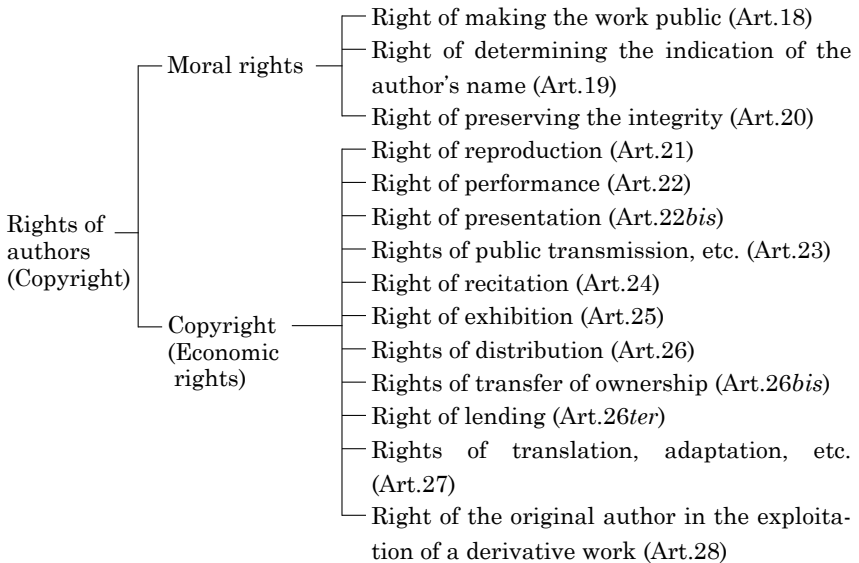 Rights of
authors
(Copyright)
Moral rights
Right of making the work public (Art.18)
Right of determining the indication of the
author's name (Art.19)
Right of preserving the integrity (Art.20)
Copyright
(Economic
rights)
Right of reproduction (Art.21)
Right of performance (Art.22)
Right of presentation (Art.22bis)
Rights of public transmission, etc. (Art.23)
Right of recitation (Art.24)
Right of exhibition (Art.25)
Rights of distribution (Art.26)
Rights of transfer of ownership (Art.26bis)
Right of lending (Art.26ter)
Rights of translation, adaptation, etc.
(Art.27)
Right of the original author in the exploita-
tion of a derivative work (Art.28)